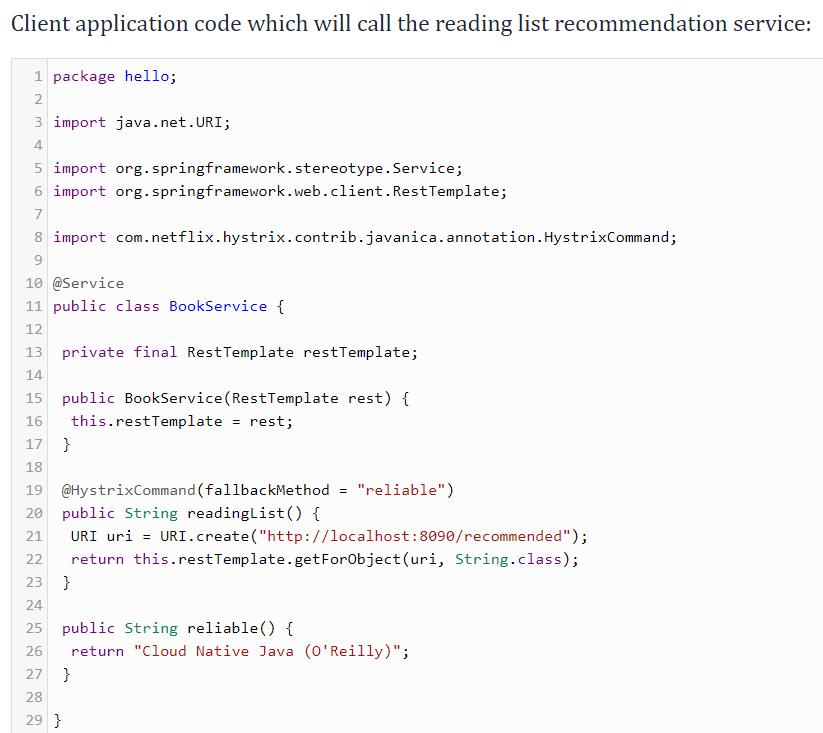 Client application code which will call the reading list recommendation service:
1 package hello;
2
3 import java.net.URI;
4
5 import org.springframework.stereotype.Service;
6 import org.springframework.web.client.RestTemplate;
7
8 import com.netflix.hystrix.contrib.javanica.annotation.HystrixCommand;
9
10 @Service
11 public class BookService {
12
13  private final RestTemplate restTemplate;
14
15  public BookService(RestTemplate rest) {
16   this.restTemplate = rest;
17  }
18
19  @HystrixCommand(fallbackMethod = "reliable")
20  public String readingList() {
21   URI uri = URI.create("http://localhost:8090/recommended");
22   return this.restTemplate.getForObject(uri, String.class);
23  }
24
25  public String reliable() {
26   return "Cloud Native Java (O'Reilly)";
27  }
28
29 }